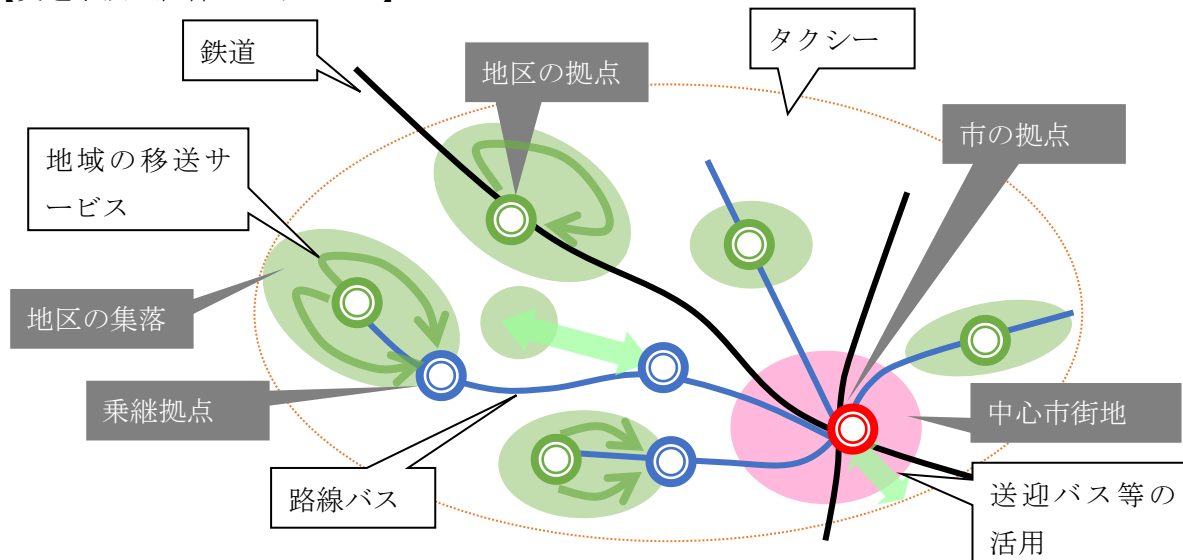 鉄道
タクシー
地区の拠点
市の拠点
地域の移送サ
ービス
地区の集落
乗継拠点
中心市街地
路線バス
送迎バス等の
活用